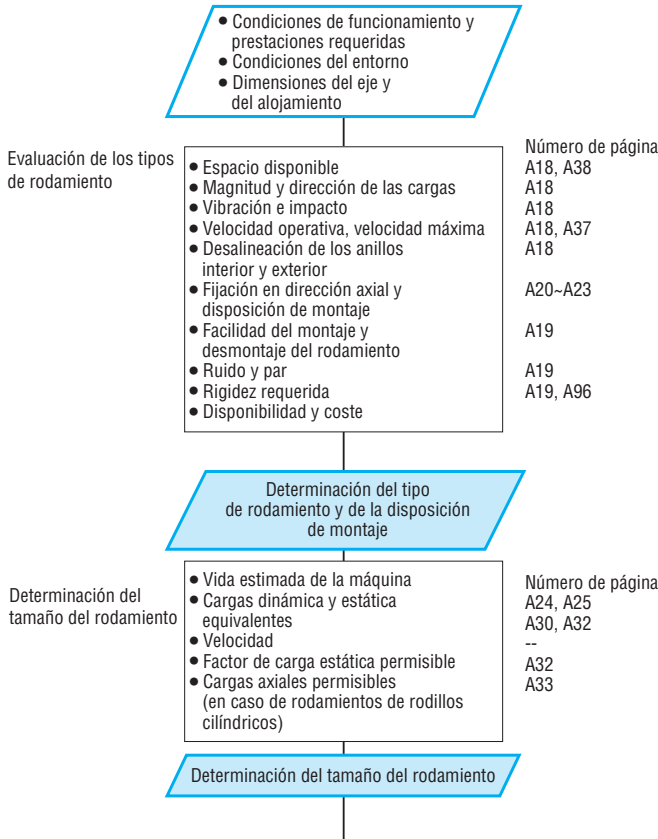 ● Condiciones de funcionamiento y
prestaciones requeridas
● Condiciones del entorno
● Dimensiones del eje y
del alojamiento
Evaluación de los tipos
de rodamiento
Número de página
● Espacio disponible A18, A38
● Magnitud y dirección de las cargas A18
● Vibración e impacto A18
● Velocidad operativa, velocidad máxima A18, A37
● Desalineación de los anillos A18
interior y exterior
● Fijación en dirección axial y A20~A23
disposición de montaje
● Facilidad del montaje y A19
desmontaje del rodamiento
● Ruido y par A19
● Rigidez requerida A19, A96
● Disponibilidad y coste
Determinación del tipo
de rodamiento y de la disposición
de montaje
Determinación del
tamaño del rodamiento
Número de página
● Vida estimada de la máquina A24, A25
● Cargas dinámica y estática A30, A32
equivalentes
● Velocidad --
● Factor de carga estática permisible A32
● Cargas axiales permisibles A33
(en caso de rodamientos de rodillos
cilíndricos)
Determinación del tamaño del rodamiento